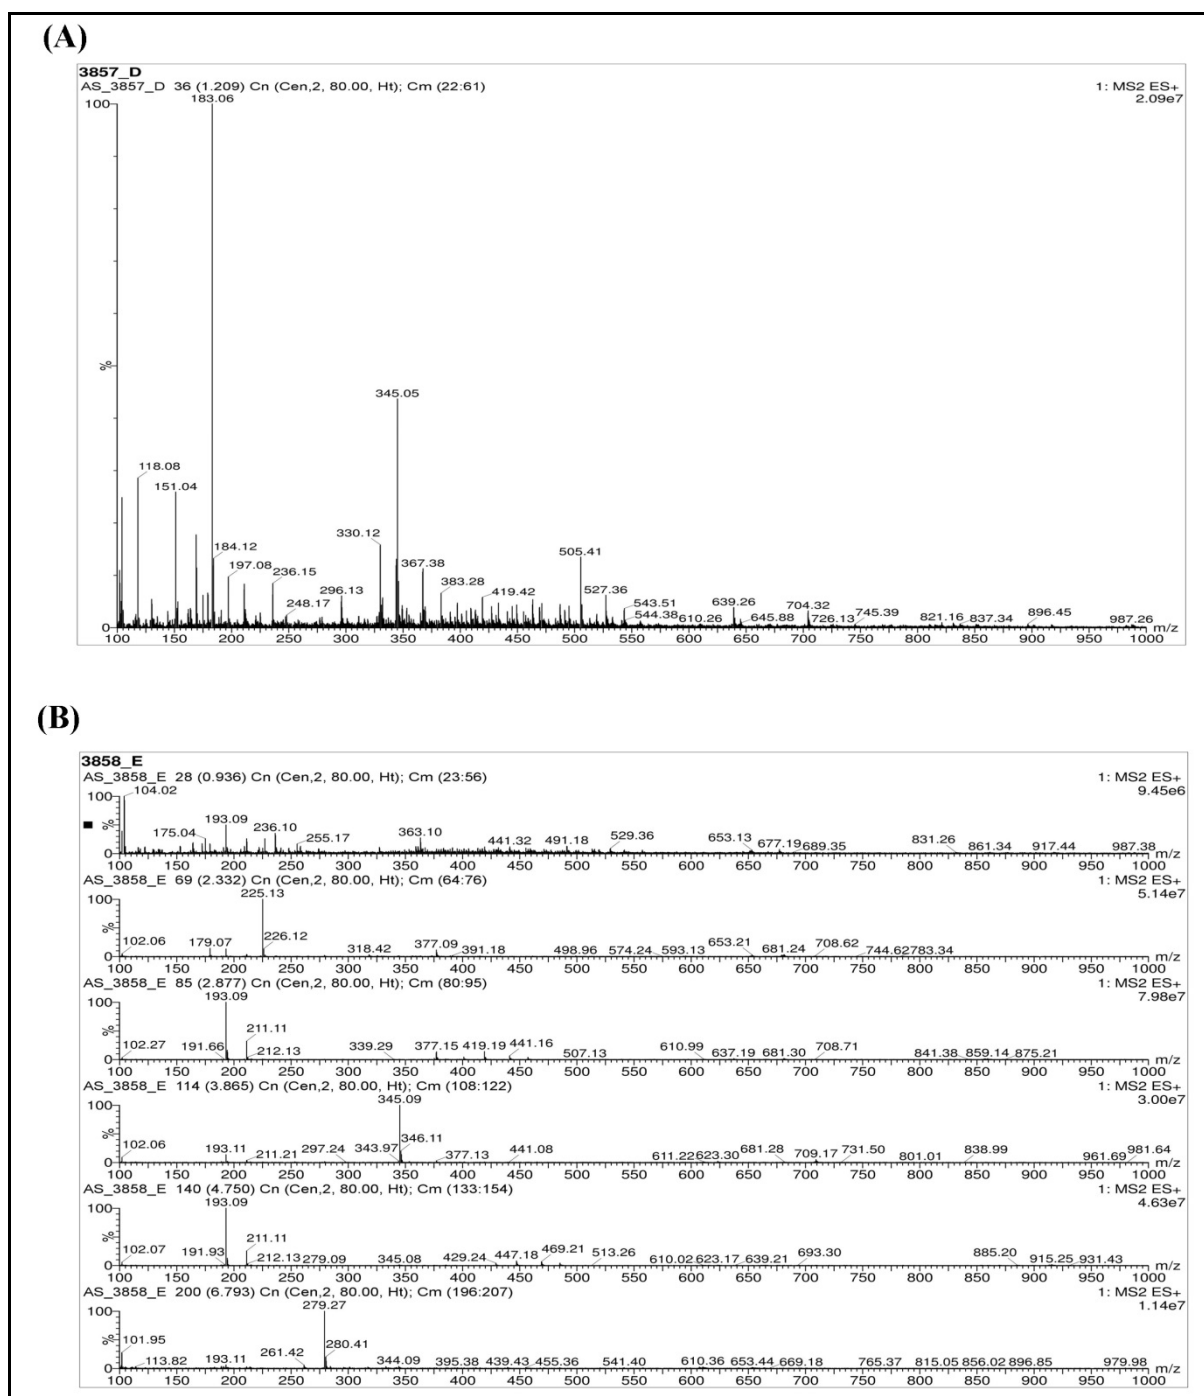 (A)
3857_D
AS_3857_D 36 (1.209) Cn (Cen,2, 80.00, Ht); Cm (22:61)
1: MS2 ES+
2.09e7
183.06
100
%
0
345.05
118.08
151.04
184.12
197.08
236.15
248.17
296.13
330.12
367.38
383.28
419.42
505.41
527.36
543.51
544.38
610.26
639.26
645.88
704.32
726.13
745.39
821.16
837.34
896.45
987.26
m/z
100 150 200 250 300 350 400 450 500 550 600 650 700 750 800 850 900 950 1000
(B)
3858_E
AS_3858_E 28 (0.936) Cn (Cen,2, 80.00, Ht); Cm (23:56)
1: MS2 ES+
9.45e6
100
%
0
104.02 175.04 193.09 236.10 255.17 363.10 441.32 491.18 529.36 653.13 677.19 689.35 831.26 861.34 917.44 987.38
m/z
100 150 200 250 300 350 400 450 500 550 600 650 700 750 800 850 900 950 1000
AS_3858_E 69 (2.332) Cn (Cen,2, 80.00, Ht); Cm (64:76)
1: MS2 ES+
5.14e7
225.13
100
%
0
102.06 179.07 226.12 318.42 377.09 391.18 498.96 574.24 593.13 653.21 681.24 708.62 744.62 783.34
m/z
100 150 200 250 300 350 400 450 500 550 600 650 700 750 800 850 900 950 1000
AS_3858_E 85 (2.877) Cn (Cen,2, 80.00, Ht); Cm (80:95)
1: MS2 ES+
7.98e7
193.09
100
%
0
102.27 191.66 211.11 212.13 339.29 377.15 419.19 441.16 507.13 610.99 637.19 681.30 708.71 841.38 859.14 875.21
m/z
100 150 200 250 300 350 400 450 500 550 600 650 700 750 800 850 900 950 1000
AS_3858_E 114 (3.865) Cn (Cen,2, 80.00, Ht); Cm (108:122)
1: MS2 ES+
3.00e7
345.09
100
%
0
102.06 193.11 211.21 297.24 343.97 346.11 377.13 441.08 611.22 623.30 681.28 709.17 731.50 801.01 838.99 961.69 981.64
m/z
100 150 200 250 300 350 400 450 500 550 600 650 700 750 800 850 900 950 1000
AS_3858_E 140 (4.750) Cn (Cen,2, 80.00, Ht); Cm (133:154)
1: MS2 ES+
4.63e7
193.09
100
%
0
102.07 191.93 211.11 212.13 279.09 345.08 429.24 447.18 469.21 513.26 610.02 623.17 639.21 693.30 885.20 915.25 931.43
m/z
100 150 200 250 300 350 400 450 500 550 600 650 700 750 800 850 900 950 1000
AS_3858_E 200 (6.793) Cn (Cen,2, 80.00, Ht); Cm (196:207)
1: MS2 ES+
1.14e7
279.27
100
%
0
101.95 113.82 193.11 261.42 280.41 344.09 395.38 439.43 455.36 541.40 610.36 653.44 669.18 765.37 815.05 856.02 896.85 979.98
m/z
100 150 200 250 300 350 400 450 500 550 600 650 700 750 800 850 900 950 1000